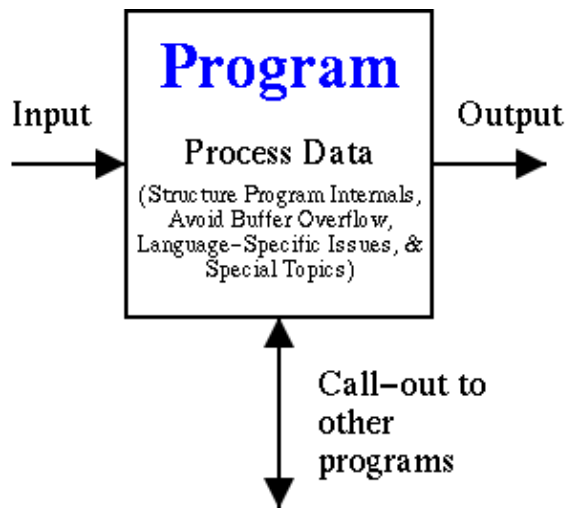 Program
Input
Output
Process Data
(Structure Program Internals,
Avoid Buffer Overflow,
Language-Specific Issues, &
Special Topics)
Call-out to
other
programs